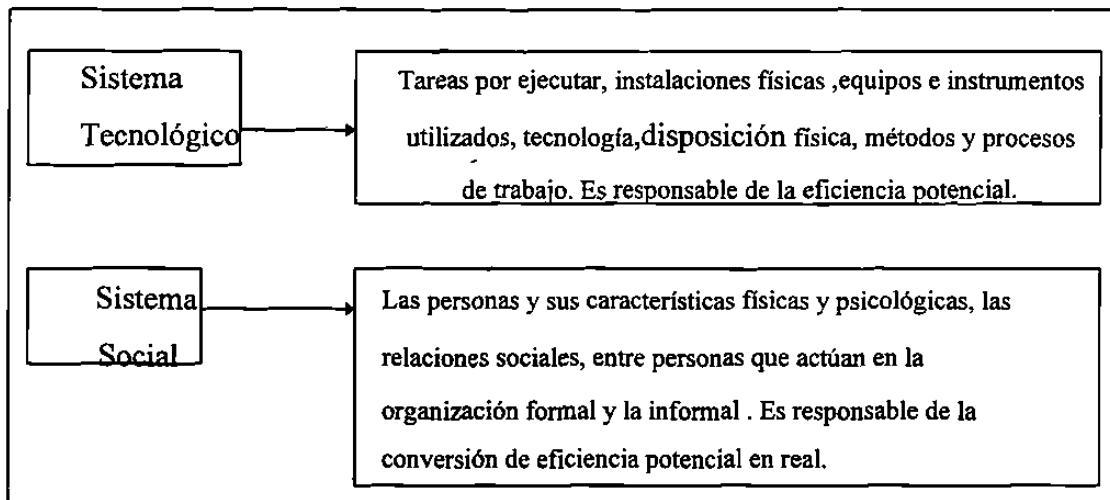 Sistema
Tecnológico
Tareas por ejecutar, instalaciones físicas ,equipos e instrumentos
utilizados, tecnología,disposición física, métodos y procesos
de trabajo. Es responsable de la eficiencia potencial.
Sistema
Social
Las personas y sus características físicas y psicológicas, las
relaciones sociales, entre personas que actúan en la
organización formal y la informal . Es responsable de la
conversión de eficiencia potencial en real.